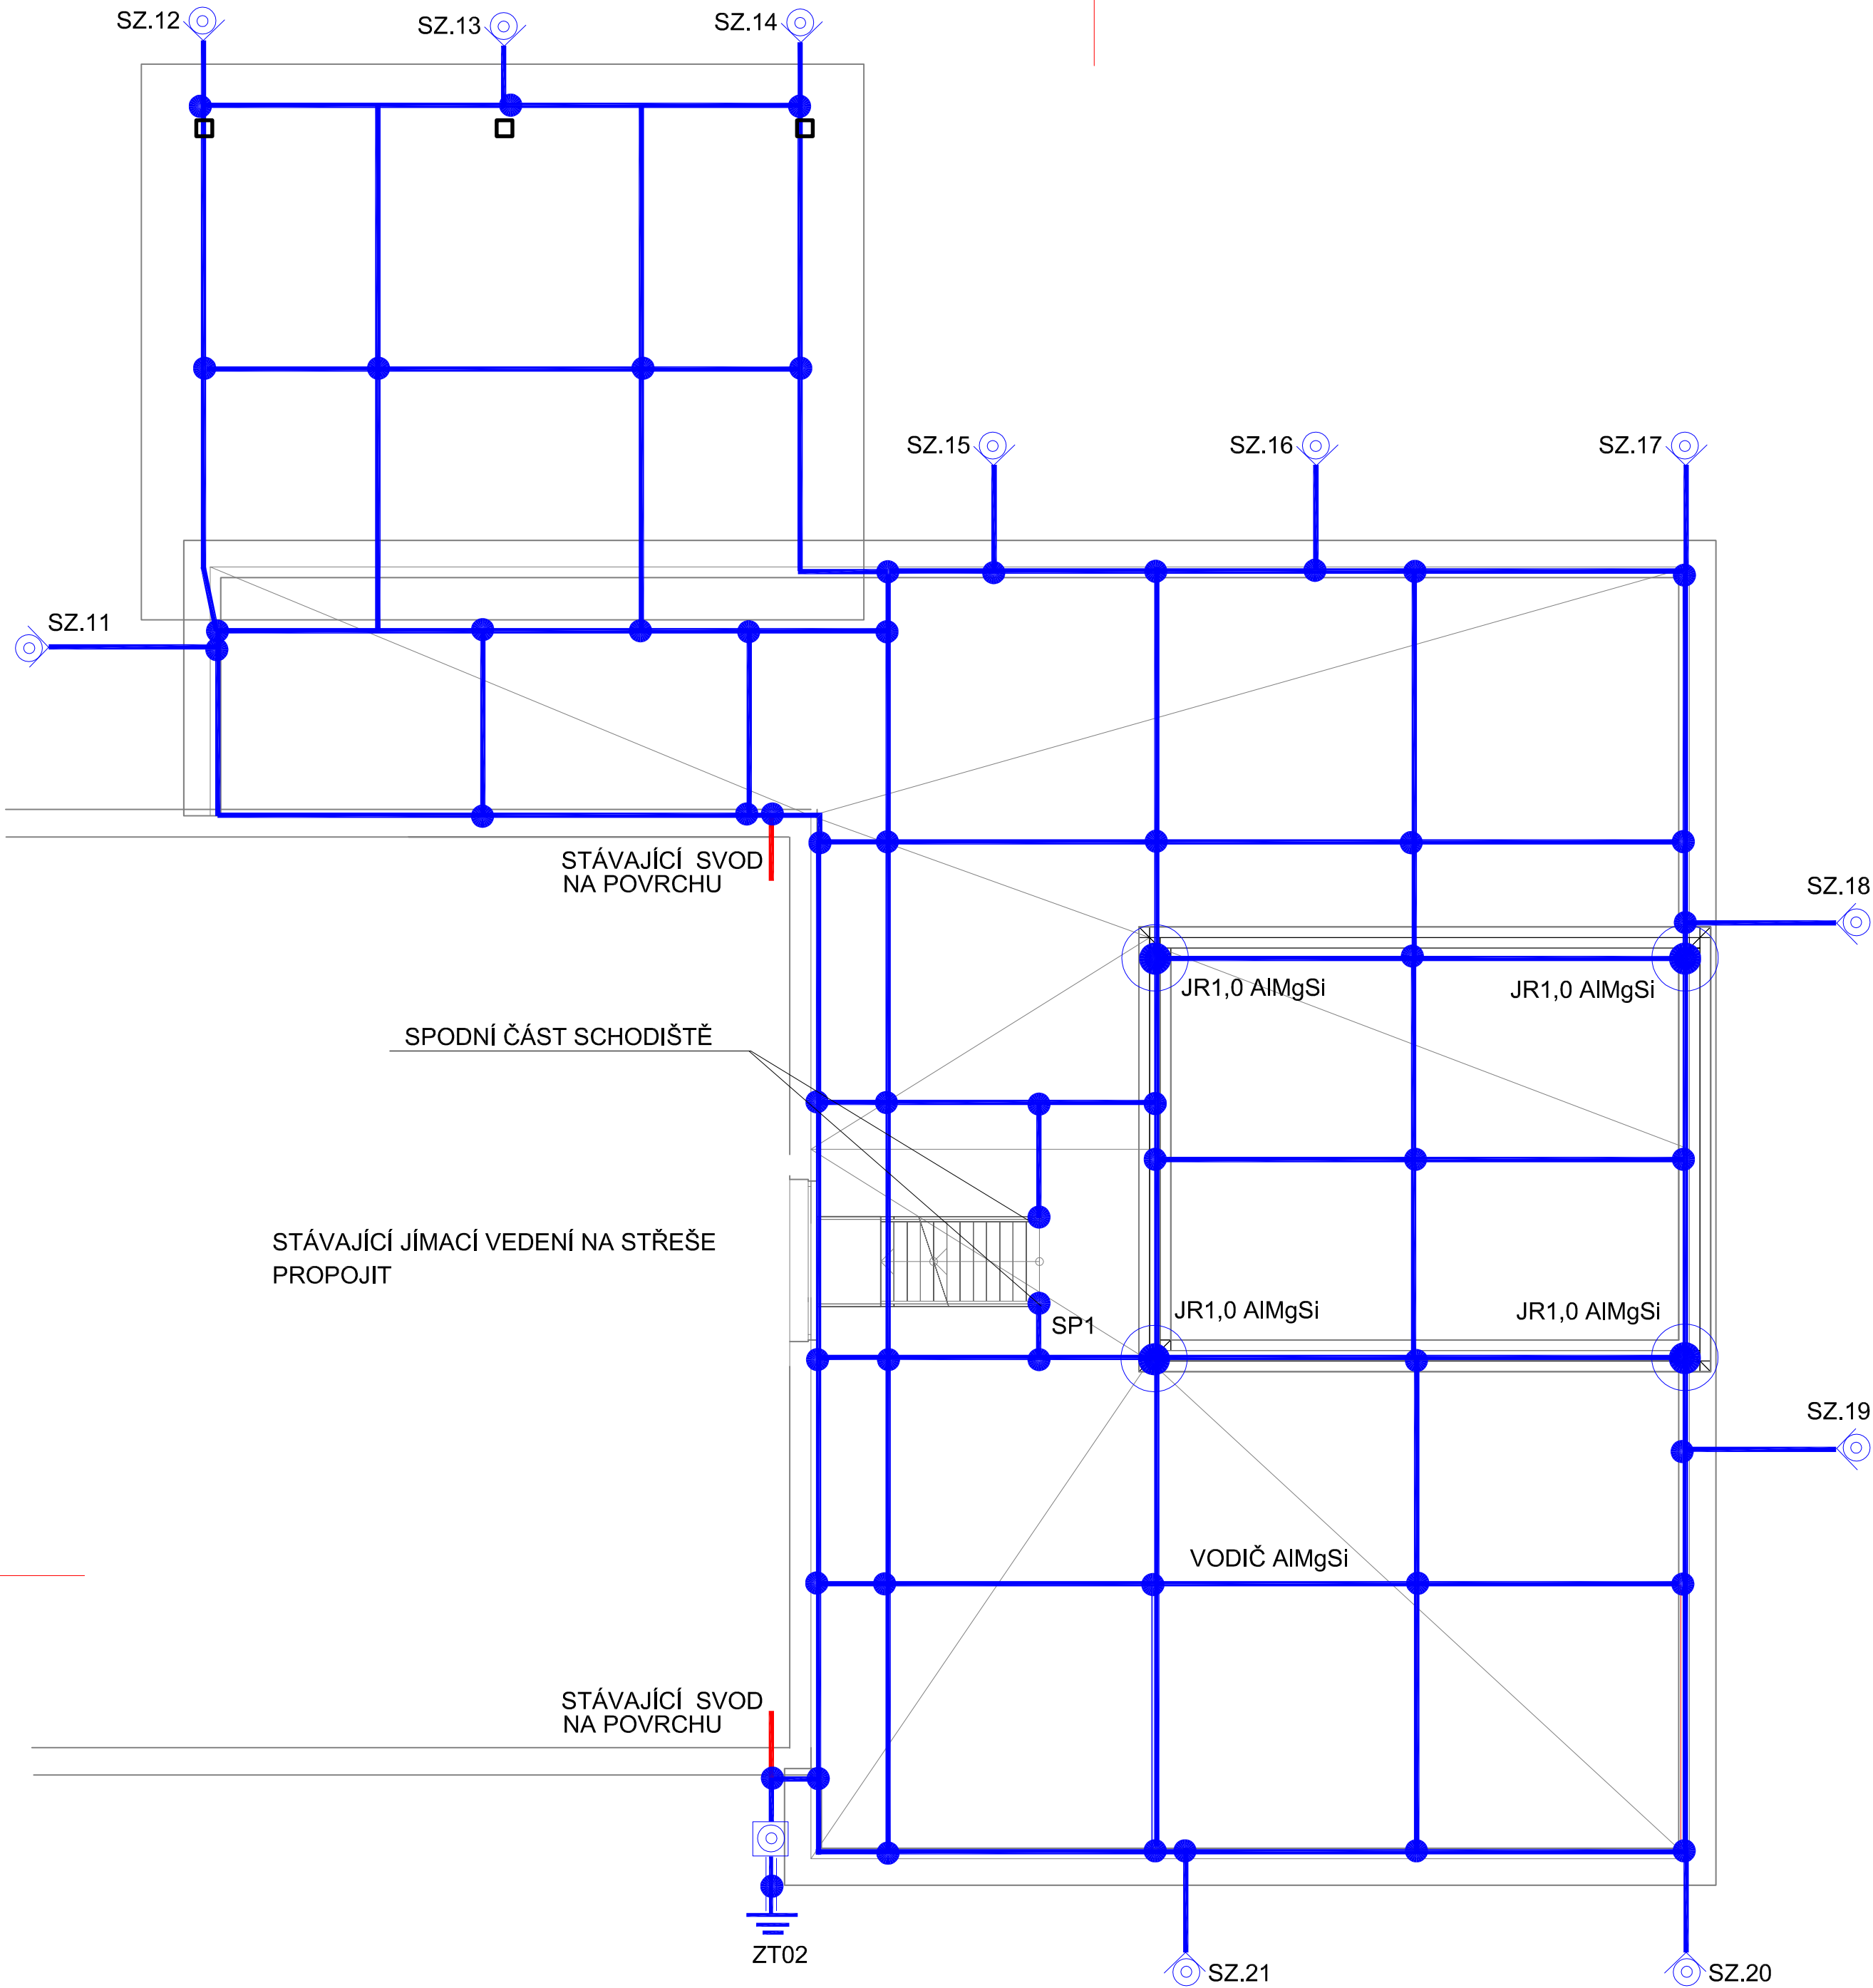 SZ.12
SZ.13
SZ.14
SZ.15
SZ.16
SZ.17
SZ.11
STÁVAJÍCÍ SVOD
NA POVRCHU
SZ.18
JR1,0 AlMgSi
JR1,0 AlMgSi
SPODNÍ ČÁST SCHODIŠTĚ
STÁVAJÍCÍ JÍMACÍ VEDENÍ NA STŘEŠE
PROPOJIT
JR1,0 AlMgSi
JR1,0 AlMgSi
SP1
SZ.19
VODIČ AlMgSi
STÁVAJÍCÍ SVOD
NA POVRCHU
ZT02
SZ.21
SZ.20